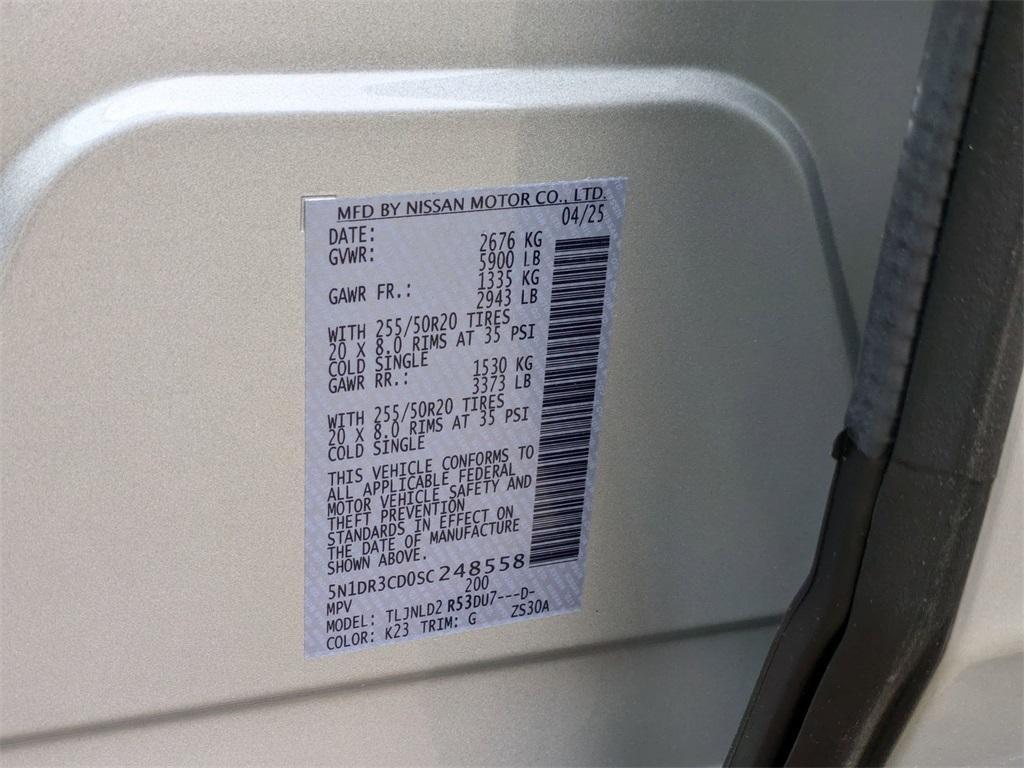 MFD BY NISSAN MOTOR CO., LTD.
DATE: 04/25
GVWR: 2676 KG
5900 LB
GAWR FR.: 1335 KG
2943 LB
WITH 255/50R20 TIRES
20 X 8.0 RIMS AT 35 PSI
COLD SINGLE
GAWR RR.: 1530 KG
3373 LB
WITH 255/50R20 TIRES
20 X 8.0 RIMS AT 35 PSI
COLD SINGLE
THIS VEHICLE CONFORMS TO
ALL APPLICABLE FEDERAL
MOTOR VEHICLE SAFETY AND
THEFT PREVENTION
STANDARDS IN EFFECT ON
THE DATE OF MANUFACTURE
SHOWN ABOVE.
5N1DR3CD0SC248558
MPV 200
MODEL: TLJNLD2 R53DU7---D-
COLOR: K23 TRIM: G ZS30A